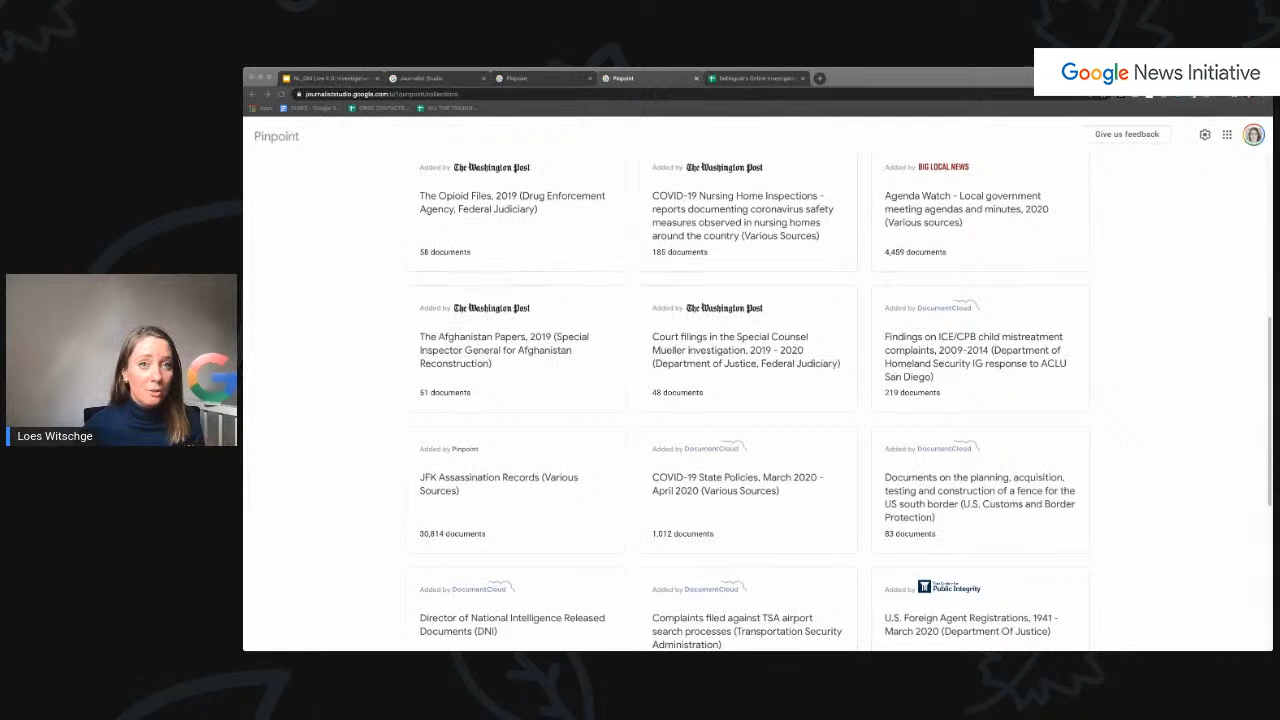 Google News Initiative
Journalist Studio
Pinpoint
Pinpoint
journaliststudio.google.com
Pinpoint
Give us feedback
Added by The Washington Post
The Opioid Files, 2019 (Drug Enforcement
Agency, Federal Judiciary)
58 documents
Added by The Washington Post
COVID-19 Nursing Home Inspections -
reports documenting coronavirus safety
measures observed in nursing homes
around the country (Various Sources)
185 documents
Added by BIG LOCAL NEWS
Agenda Watch - Local government
meeting agendas and minutes, 2020
(Various sources)
4,459 documents
Added by The Washington Post
The Afghanistan Papers, 2019 (Special
Inspector General for Afghanistan
Reconstruction)
51 documents
Added by The Washington Post
Court filings in the Special Counsel
Mueller investigation, 2019 - 2020
(Department of Justice, Federal Judiciary)
48 documents
Added by DocumentCloud
Findings on ICE/CPB child mistreatment
complaints, 2009-2014 (Department of
Homeland Security IG response to ACLU
San Diego)
219 documents
Added by Pinpoint
JFK Assassination Records (Various
Sources)
30,814 documents
Added by DocumentCloud
COVID-19 State Policies, March 2020 -
April 2020 (Various Sources)
1,012 documents
Added by DocumentCloud
Documents on the planning, acquisition,
testing and construction of a fence for the
US south border (U.S. Customs and Border
Protection)
83 documents
Added by DocumentCloud
Director of National Intelligence Released
Documents (DNI)
Added by DocumentCloud
Complaints filed against TSA airport
search processes (Transportation Security
Administration)
Added by The Center for Public Integrity
U.S. Foreign Agent Registrations, 1941 -
March 2020 (Department Of Justice)
Loes Witschge